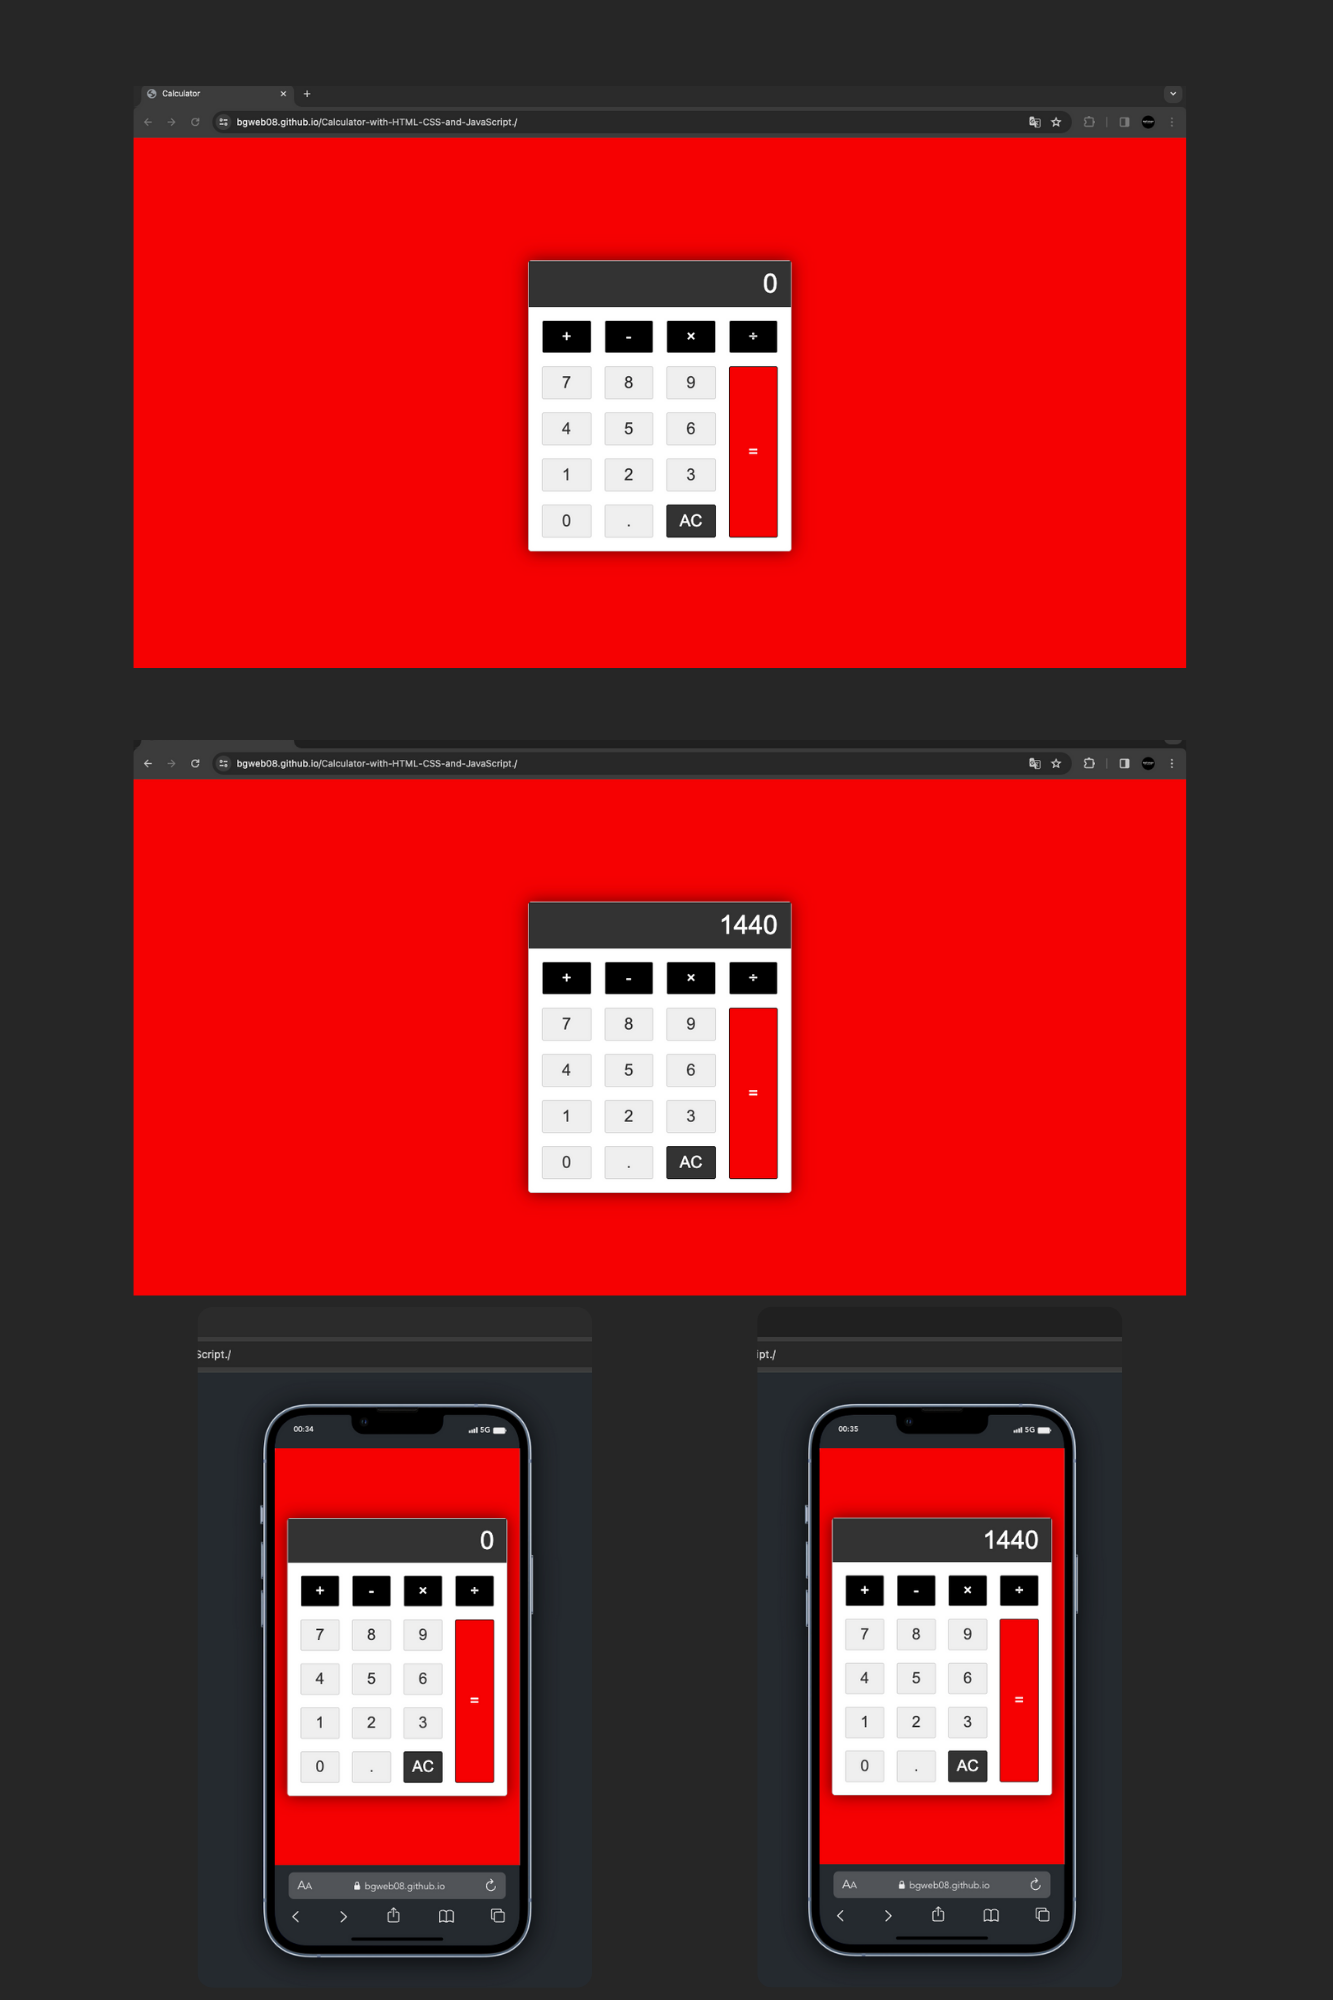 Calculator
bgweb08.github.io/Calculator-with-HTML-CSS-and-JavaScript./
0
+ - × ÷
7 8 9
4 5 6
=
1 2 3
0 . AC
bgweb08.github.io/Calculator-with-HTML-CSS-and-JavaScript./
1440
+ - × ÷
7 8 9
4 5 6
=
1 2 3
0 . AC
Script./
00:34 5G
0
+ - × ÷
7 8 9
4 5 6
=
1 2 3
0 . AC
AA bgweb08.github.io
ipt./
00:35 5G
1440
+ - × ÷
7 8 9
4 5 6
=
1 2 3
0 . AC
AA bgweb08.github.io